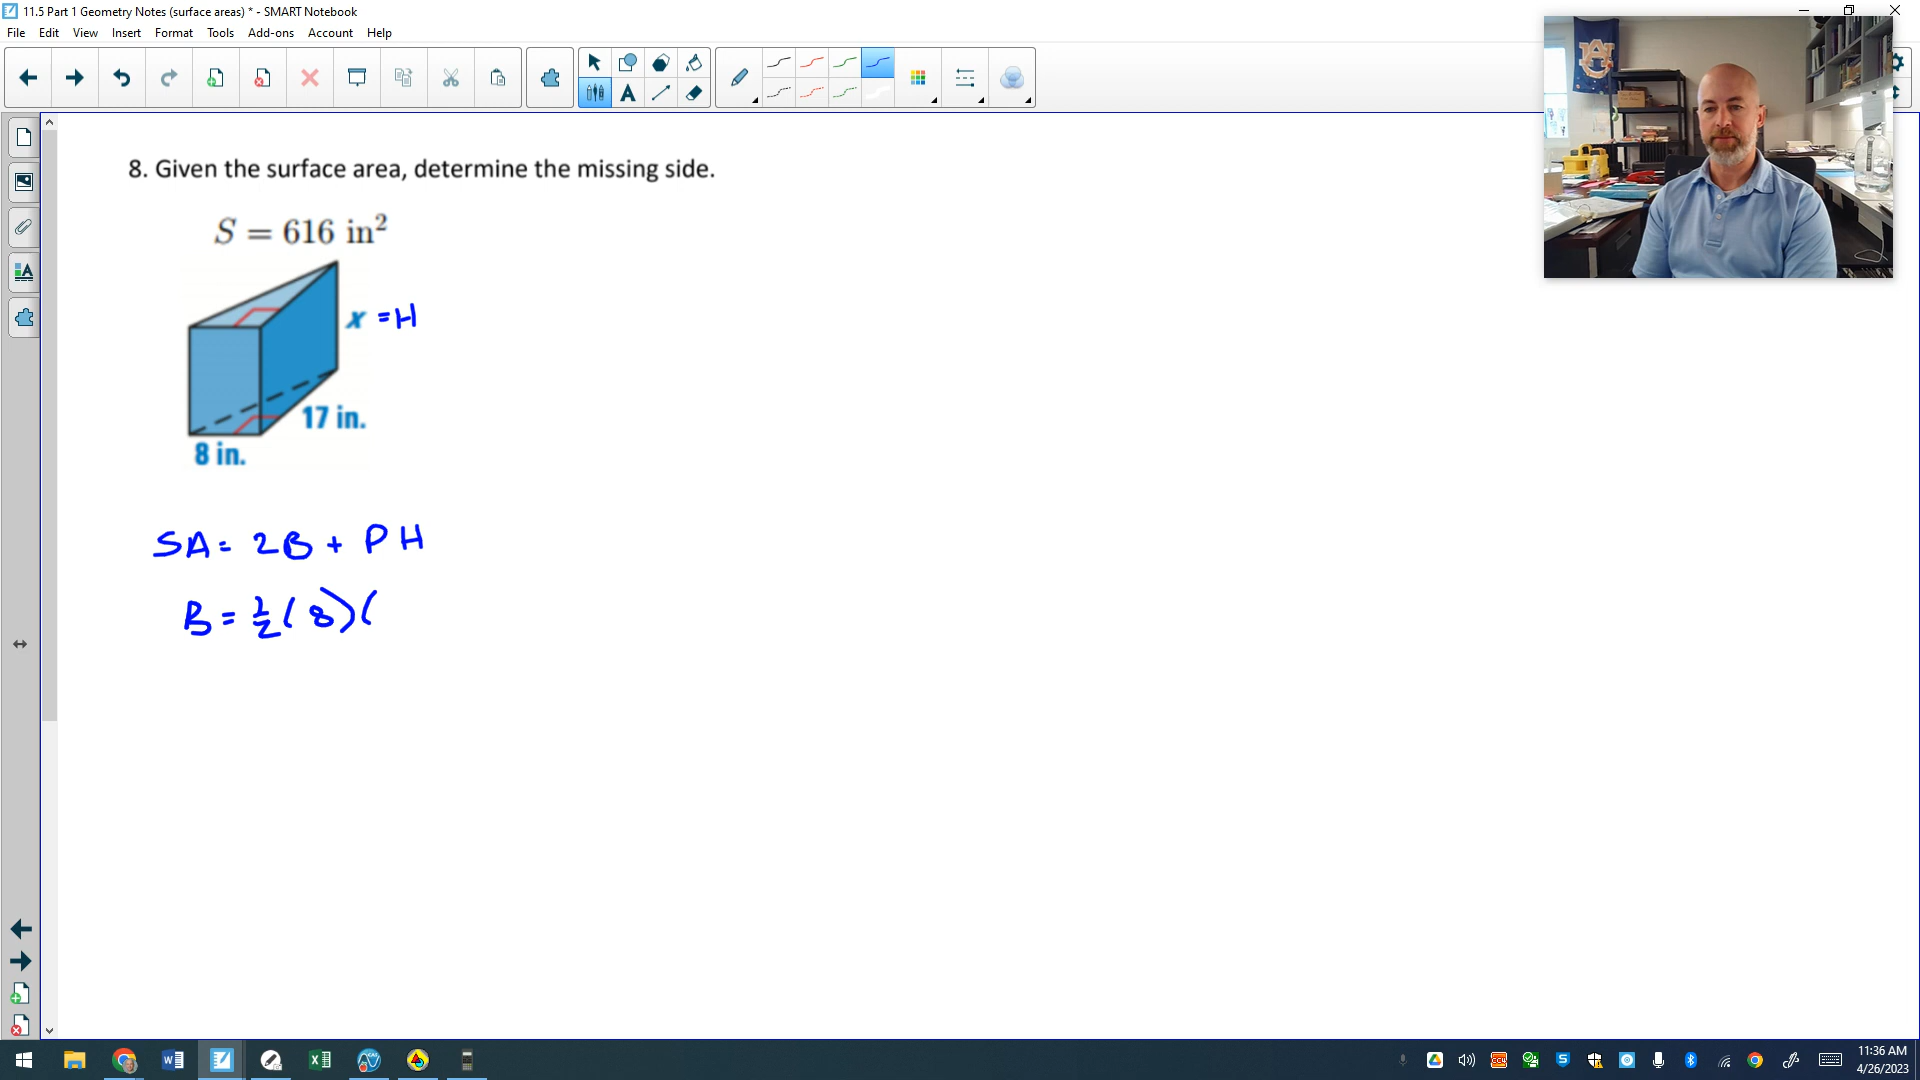 11.5 Part 1 Geometry Notes (surface areas) * - SMART Notebook
File Edit View Insert Format Tools Add-ons Account Help
8. Given the surface area, determine the missing side.
S = 616 in²
x = H
17 in.
8 in.
SA = 2B + PH
B = ½(8)(
11:36 AM
4/26/2023